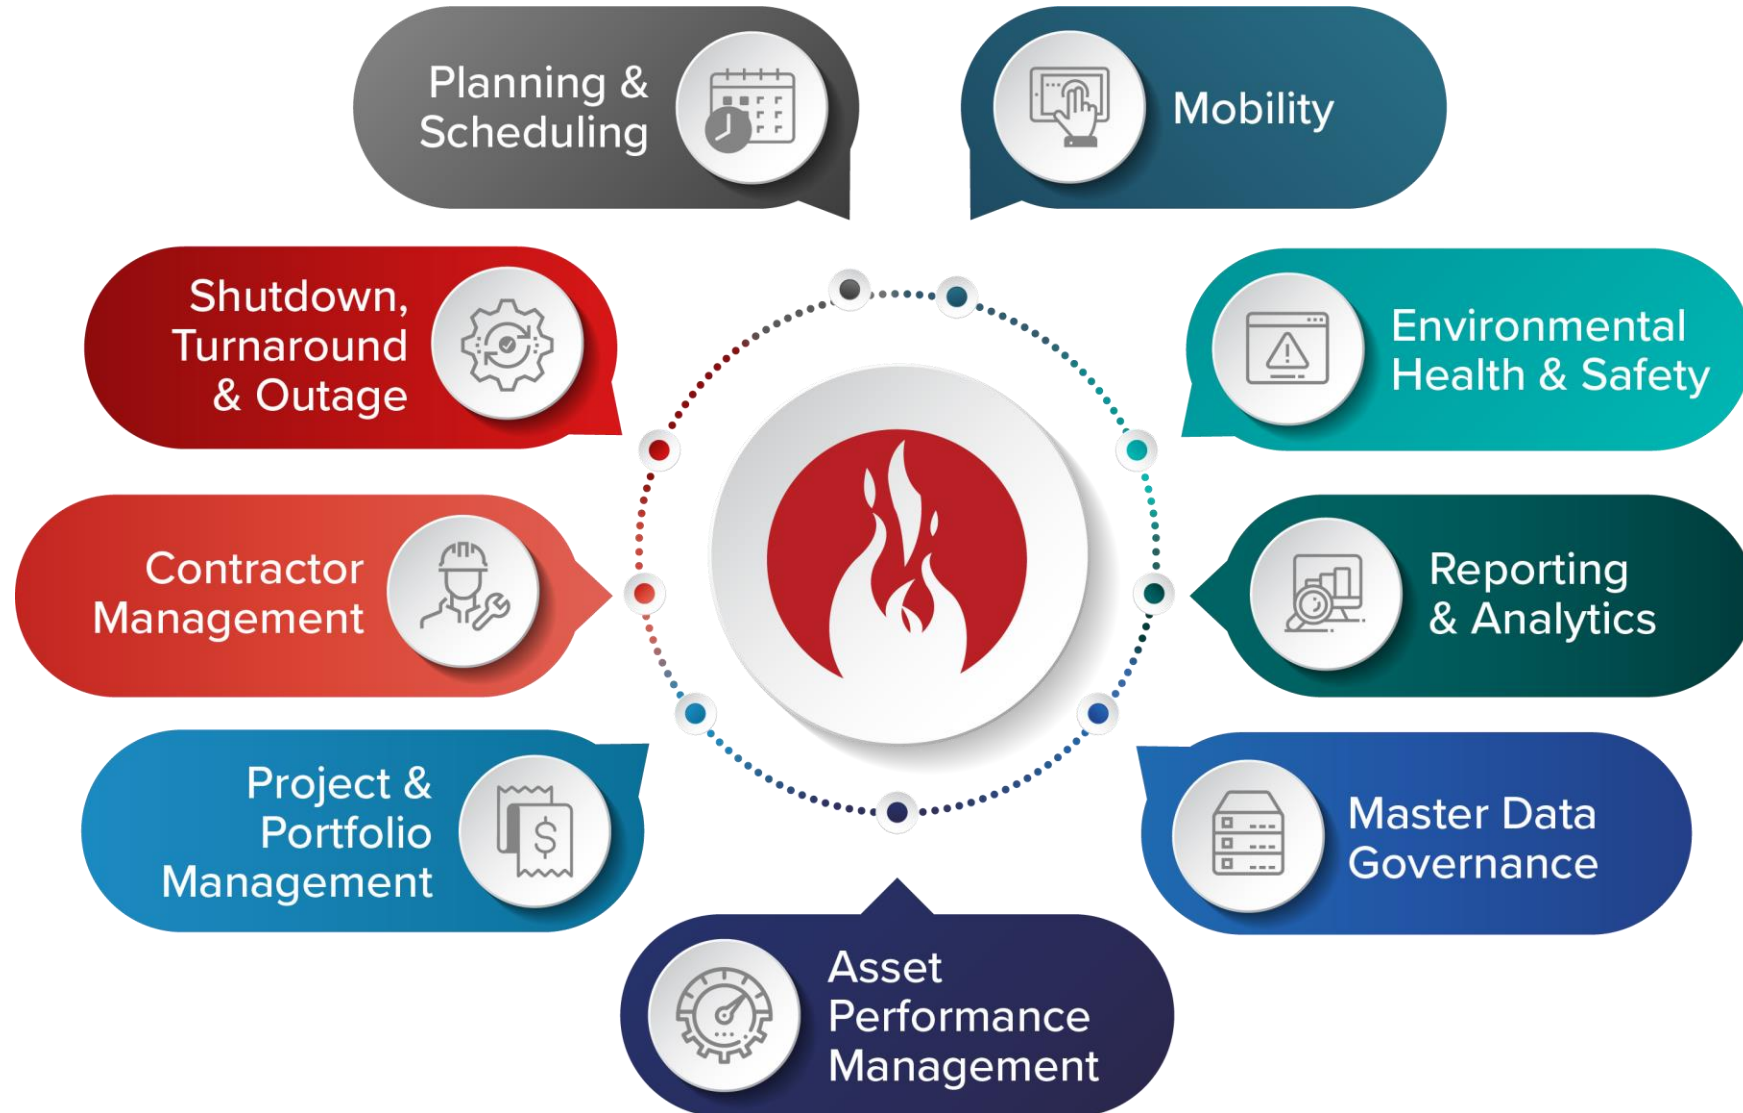 Planning &
Scheduling
Mobility
Shutdown,
Turnaround
& Outage
Environmental
Health & Safety
Contractor
Management
Reporting
& Analytics
Project &
Portfolio
Management
$
Master Data
Governance
Asset
Performance
Management